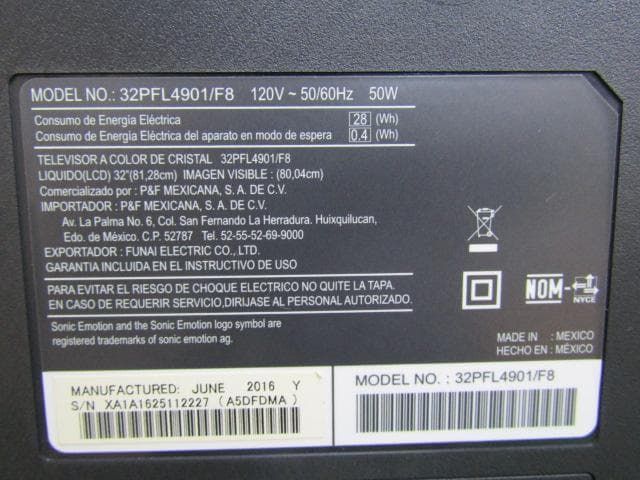 MODEL NO.: 32PFL4901/F8 120V ~ 50/60Hz 50W
Consumo de Energía Eléctrica 28 (Wh)
Consumo de Energía Eléctrica del aparato en modo de espera 0.4 (Wh)
TELEVISOR A COLOR DE CRISTAL 32PFL4901/F8
LIQUIDO(LCD) 32"(81,28cm) IMAGEN VISIBLE : (80,04cm)
Comercializado por : P&F MEXICANA, S. A. DE C.V.
IMPORTADOR : P&F MEXICANA, S. A. DE C.V.
Av. La Palma No. 6, Col. San Fernando La Herradura. Huixquilucan,
Edo. de México. C.P. 52787 Tel. 52-55-52-69-9000
EXPORTADOR : FUNAI ELECTRIC CO., LTD.
GARANTIA INCLUIDA EN EL INSTRUCTIVO DE USO
PARA EVITAR EL RIESGO DE CHOQUE ELECTRICO NO QUITE LA TAPA.
EN CASO DE REQUERIR SERVICIO,DIRIJASE AL PERSONAL AUTORIZADO.
NOM-
NYCE
Sonic Emotion and the Sonic Emotion logo symbol are
registered trademarks of sonic emotion ag.
MADE IN : MEXICO
HECHO EN : MÉXICO
MANUFACTURED: JUNE 2016 Y
S/N XA1A1625112227 (A5DFDMA )
MODEL NO. : 32PFL4901/F8